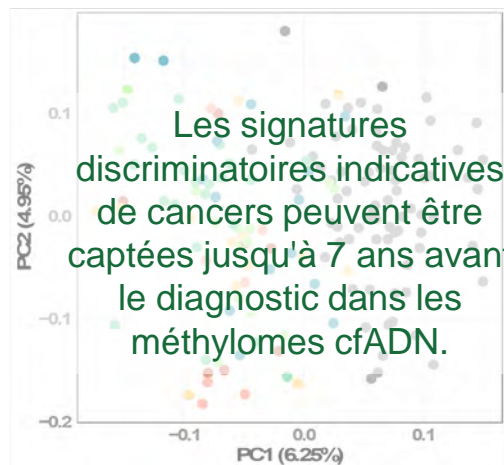 Les signatures
discriminatoires indicatives
de cancers peuvent être
captées jusqu'à 7 ans avant
le diagnostic dans les
méthylomes cfADN.
PC2 (4.95%)
0.1
0.0
−0.1
−0.2
−0.1
0.0
0.1
PC1 (6.25%)